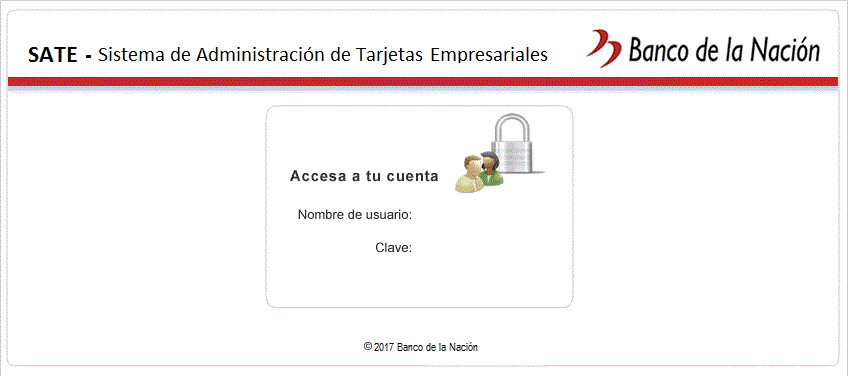 SATE - Sistema de Administración de Tarjetas Empresariales
Banco de la Nación
Accesa a tu cuenta
Nombre de usuario:
Clave:
© 2017 Banco de la Nación